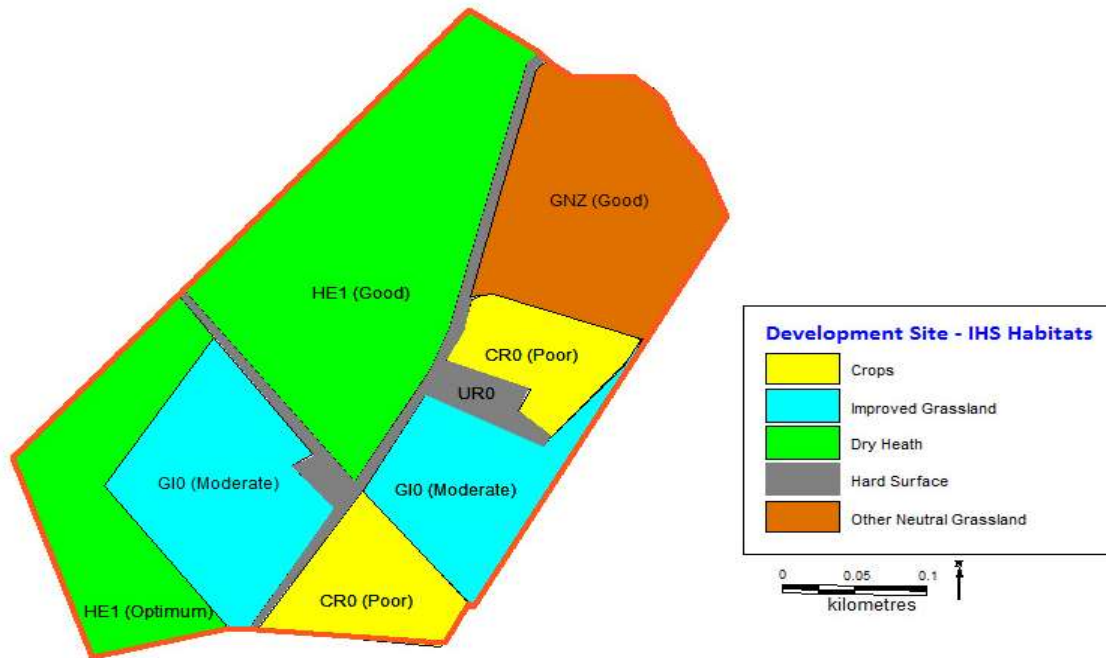 GNZ (Good)
HE1 (Good)
CR0 (Poor)
UR0
GI0 (Moderate)
GI0 (Moderate)
CR0 (Poor)
HE1 (Optimum)
Development Site - IHS Habitats
Crops
Improved Grassland
Dry Heath
Hard Surface
Other Neutral Grassland
0 0.05 0.1
kilometres
N